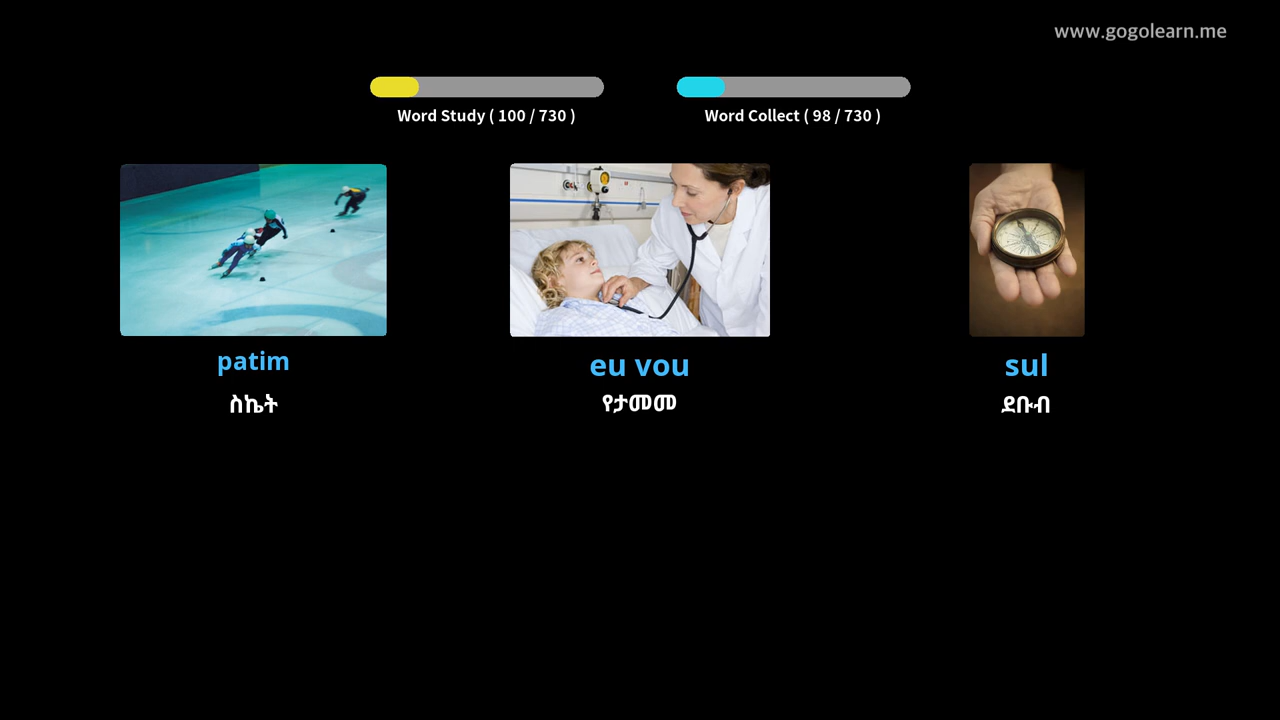 www.gogolearn.me
Word Study ( 100 / 730 )
Word Collect ( 98 / 730 )
patim
ስኬት
eu vou
የታመመ
sul
ደቡብ